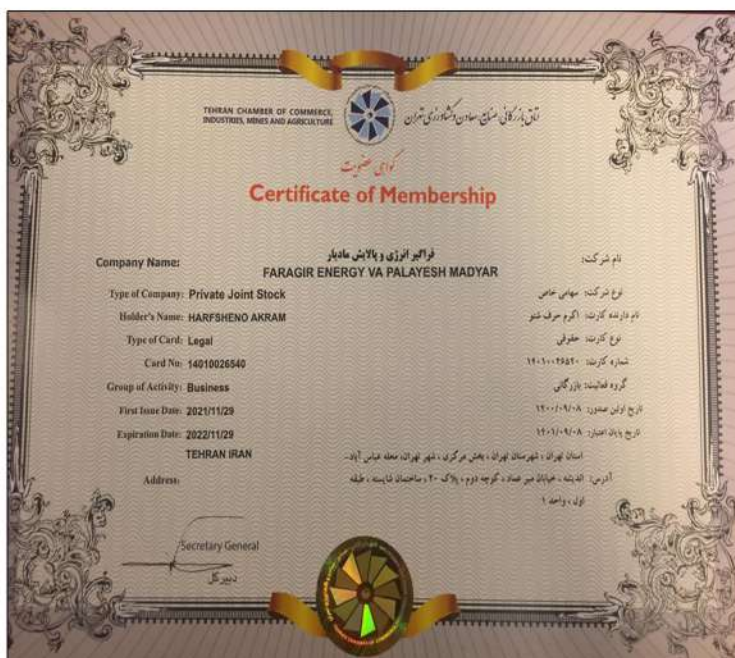 TEHRAN CHAMBER OF COMMERCE,
INDUSTRIES, MINES AND AGRICULTURE
اتاق بازرگانی، صنایع، معادن و کشاورزی تهران
گواهی عضویت
Certificate of Membership
فراگیر انرژی و پالایش مادیار
نام شرکت:
Company Name: FARAGIR ENERGY VA PALAYESH MADYAR
Type of Company: Private Joint Stock
نوع شرکت: سهامی خاص
Holder's Name: HARFSHENO AKRAM
نام دارنده کارت: اکرم حرف شنو
Type of Card: Legal
نوع کارت: حقوقی
Card No: 14010026540
شماره کارت: ۱۴۰۱۰۰۲۶۵۴۰
Group of Activity: Business
گروه فعالیت: بازرگانی
First Issue Date: 2021/11/29
تاریخ اولین صدور: ۱۴۰۰/۰۹/۰۸
Expiration Date: 2022/11/29
تاریخ پایان اعتبار: ۱۴۰۱/۰۹/۰۸
TEHRAN IRAN
Address:
استان تهران ، شهرستان تهران ، بخش مرکزی ، شهر تهران، محله عباس آباد-
آدرس: اندیشه ، خیابان میر عماد ، کوچه دوم ، پلاک ۲۰ ، ساختمان شایسته ، طبقه
اول ، واحد ۱
Secretary General
دبیر کل